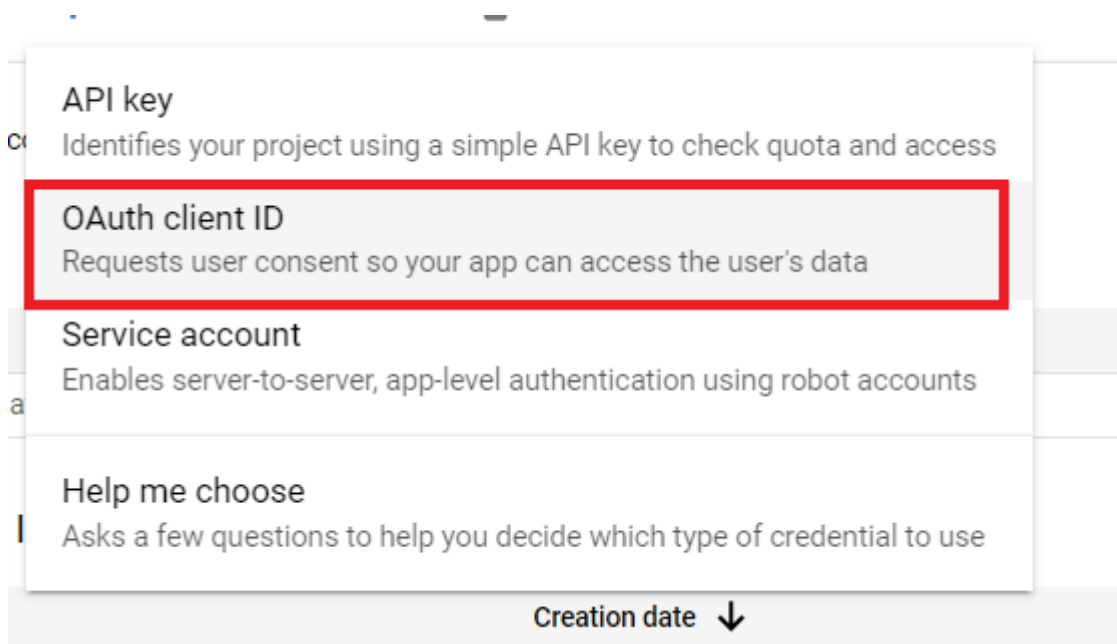 API key
Identifies your project using a simple API key to check quota and access
OAuth client ID
Requests user consent so your app can access the user's data
Service account
Enables server-to-server, app-level authentication using robot accounts
Help me choose
Asks a few questions to help you decide which type of credential to use
Creation date